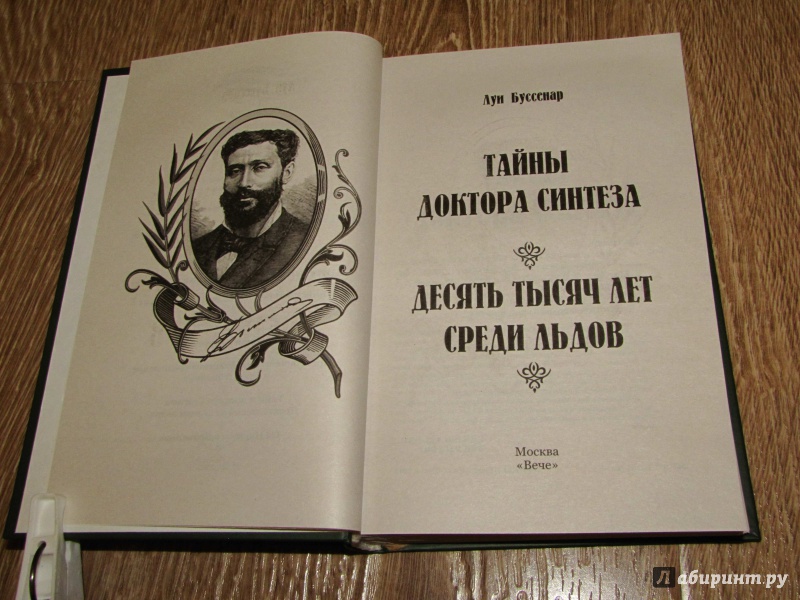 Луи Буссенар
ТАЙНЫ
ДОКТОРА СИНТЕЗА
ДЕСЯТЬ ТЫСЯЧ ЛЕТ
СРЕДИ ЛЬДОВ
Москва
«Вече»
Лабиринт.ру